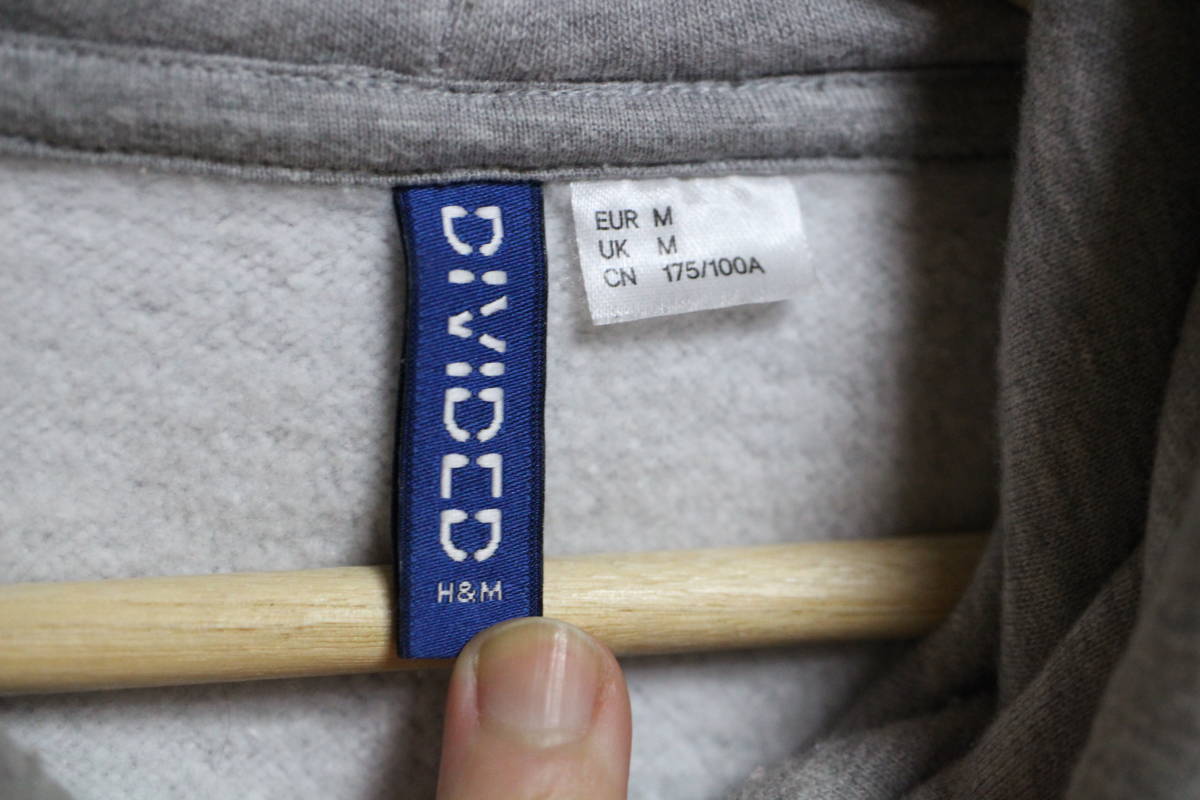 DIVIDED
H&M
EUR M
UK M
CN 175/100A